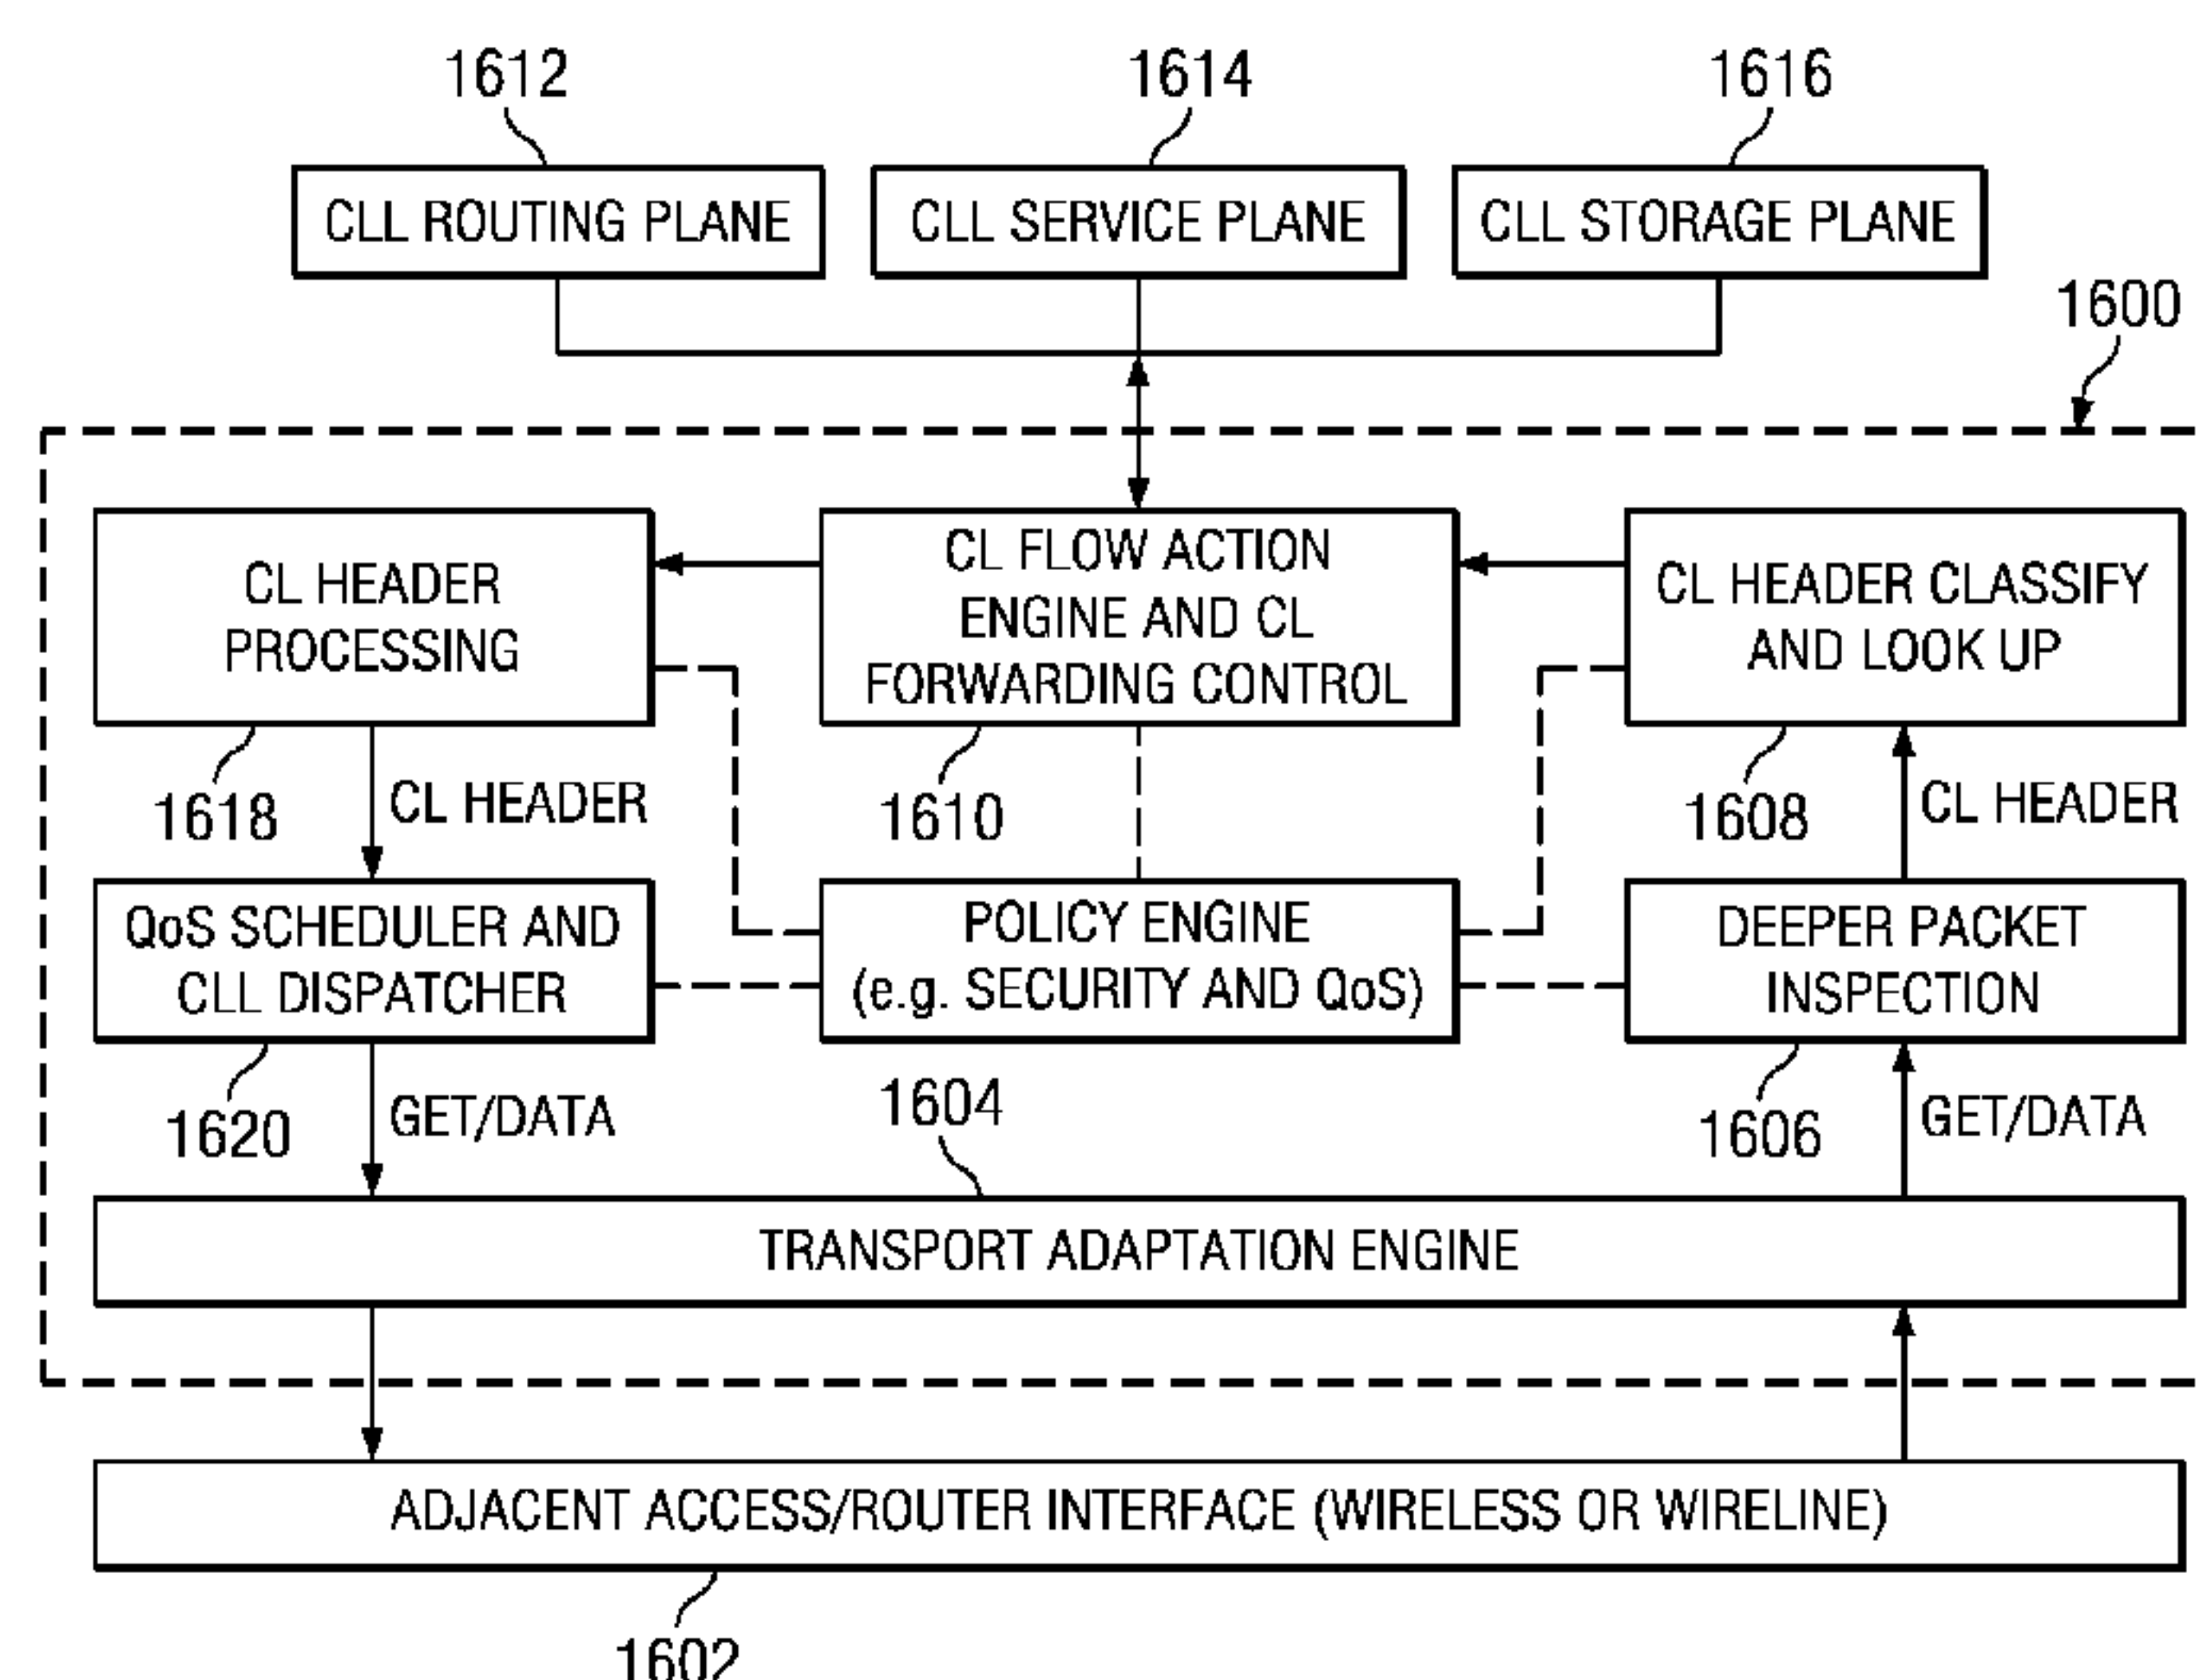 1612
1614
1616
CLL ROUTING PLANE
CLL SERVICE PLANE
CLL STORAGE PLANE
1600
CL HEADER
PROCESSING
CL FLOW ACTION
ENGINE AND CL
FORWARDING CONTROL
CL HEADER CLASSIFY
AND LOOK UP
1618
CL HEADER
1610
1608
CL HEADER
QoS SCHEDULER AND
CLL DISPATCHER
POLICY ENGINE
(e.g. SECURITY AND QoS)
DEEPER PACKET
INSPECTION
1620
GET/DATA
1604
1606
GET/DATA
TRANSPORT ADAPTATION ENGINE
ADJACENT ACCESS/ROUTER INTERFACE (WIRELESS OR WIRELINE)
1602